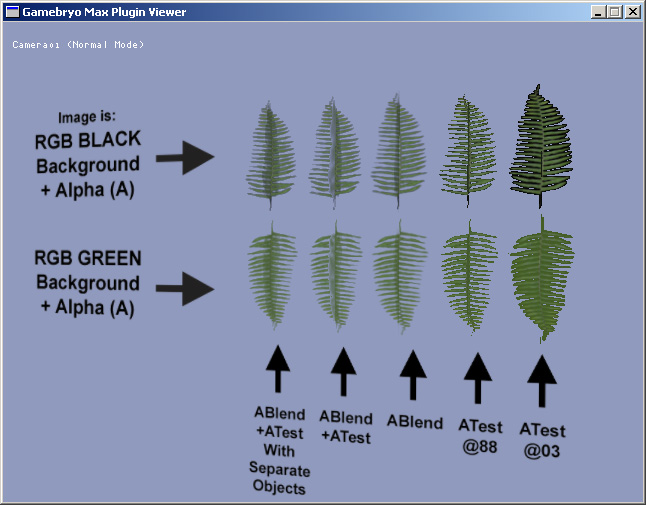 Gamebryo Max Plugin Viewer
Camera01 (Normal Mode)
Image is:
RGB BLACK
Background
+ Alpha (A)
RGB GREEN
Background
+ Alpha (A)
ABlend
+ATest
With
Separate
Objects
ABlend
+ATest
ABlend
ATest
@88
ATest
@03